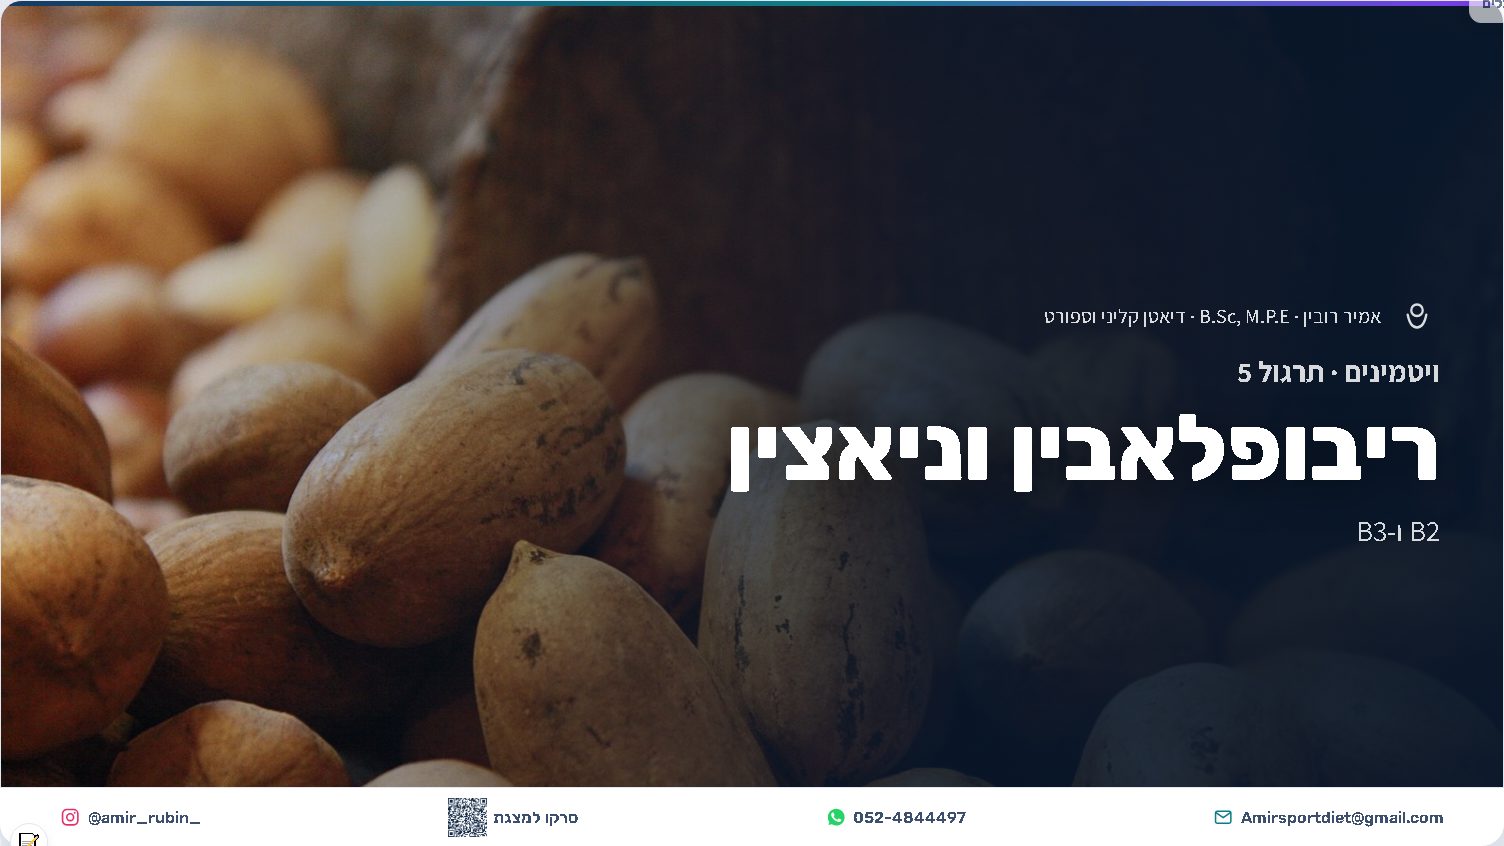 אמיר רובין · B.Sc, M.P.E · דיאטן קליני וספורט
ויטמינים · תרגול 5
ריבופלאבין וניאצין
B2 ו-B3
Amirsportdiet@gmail.com
052-4844497
סרקו למצגת
@amir_rubin_